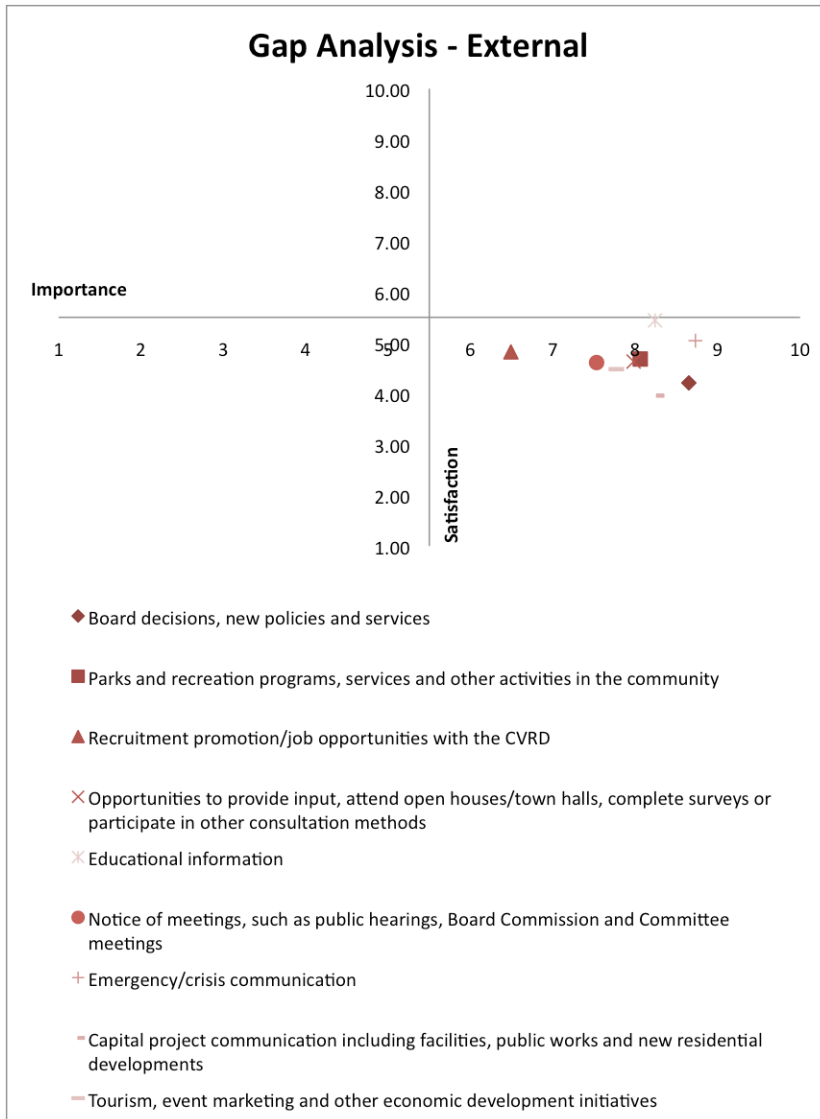 Gap Analysis - External
10.00
9.00
8.00
7.00
6.00
Importance
5.00
1 2 3 4 5 6 7 8 9 10
4.00
3.00
2.00
1.00
Satisfaction
Board decisions, new policies and services
Parks and recreation programs, services and other activities in the community
Recruitment promotion/job opportunities with the CVRD
Opportunities to provide input, attend open houses/town halls, complete surveys or
participate in other consultation methods
Educational information
Notice of meetings, such as public hearings, Board Commission and Committee
meetings
Emergency/crisis communication
Capital project communication including facilities, public works and new residential
developments
Tourism, event marketing and other economic development initiatives